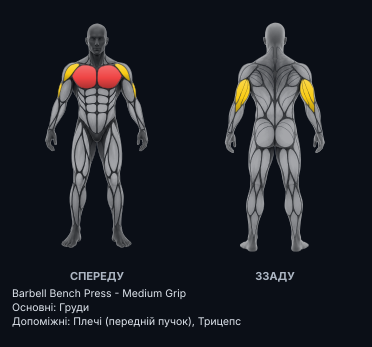 СПЕРЕДУ ЗЗАДУ
Barbell Bench Press - Medium Grip
Основні: Груди
Допоміжні: Плечі (передній пучок), Трицепс